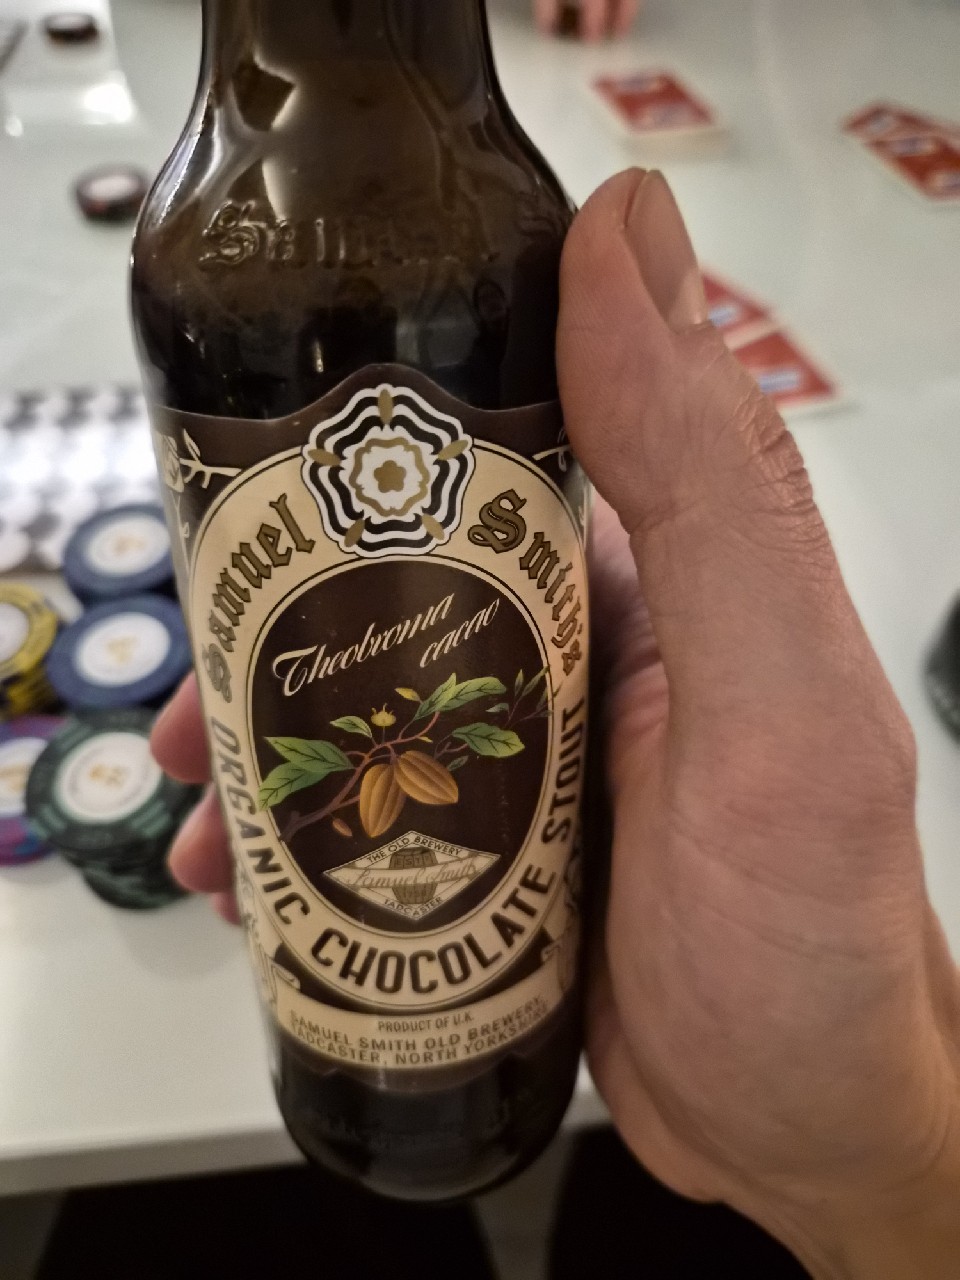 Samuel Smith's
Theobroma
cacao
THE OLD BREWERY
Samuel Smith
TADCASTER
ORGANIC CHOCOLATE STOUT
PRODUCT OF U.K.
SAMUEL SMITH OLD BREWERY,
TADCASTER, NORTH YORKSHIRE